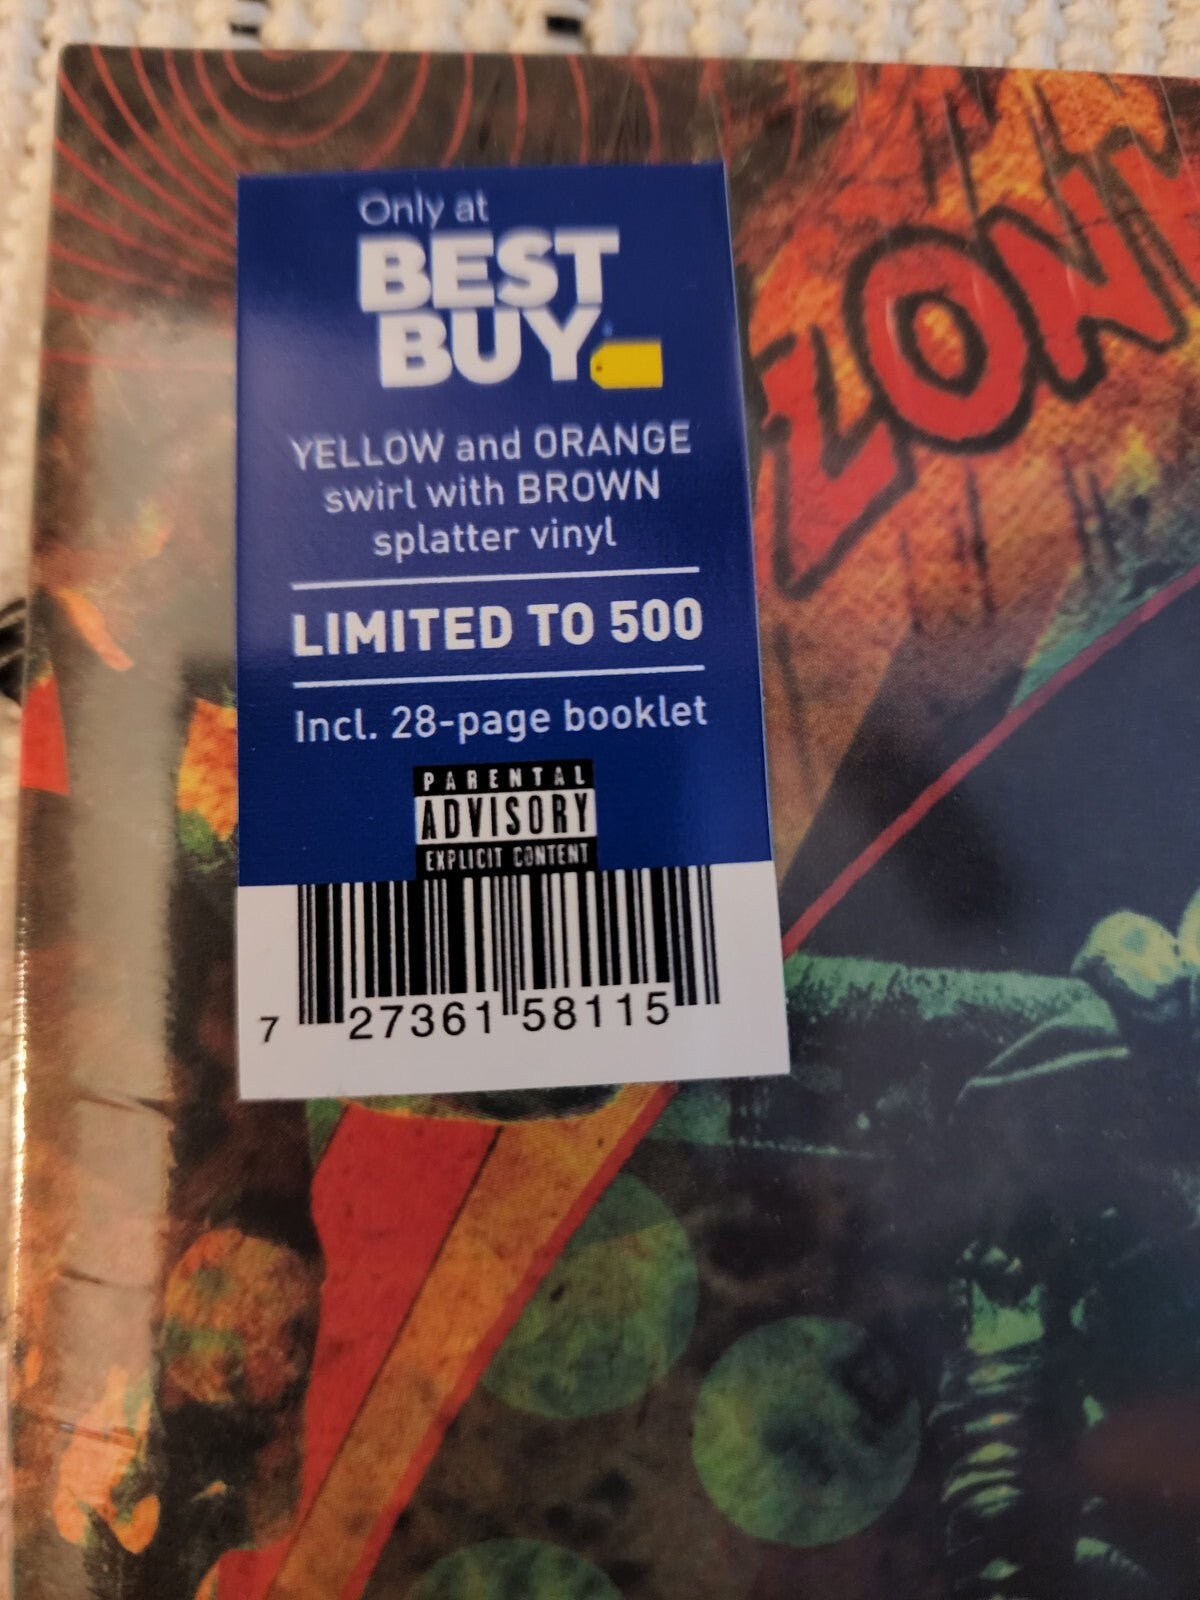 Only at
BEST
BUY
YELLOW and ORANGE
swirl with BROWN
splatter vinyl
LIMITED TO 500
Incl. 28-page booklet
PARENTAL
ADVISORY
EXPLICIT CONTENT
7 27361 58115